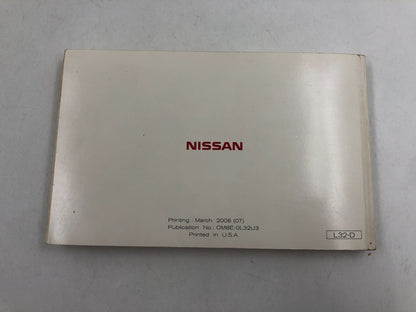 NISSAN
Printing : March 2008 (07)
Publication No.: OM8E-0L32U3
Printed in U.S.A.
L32-D